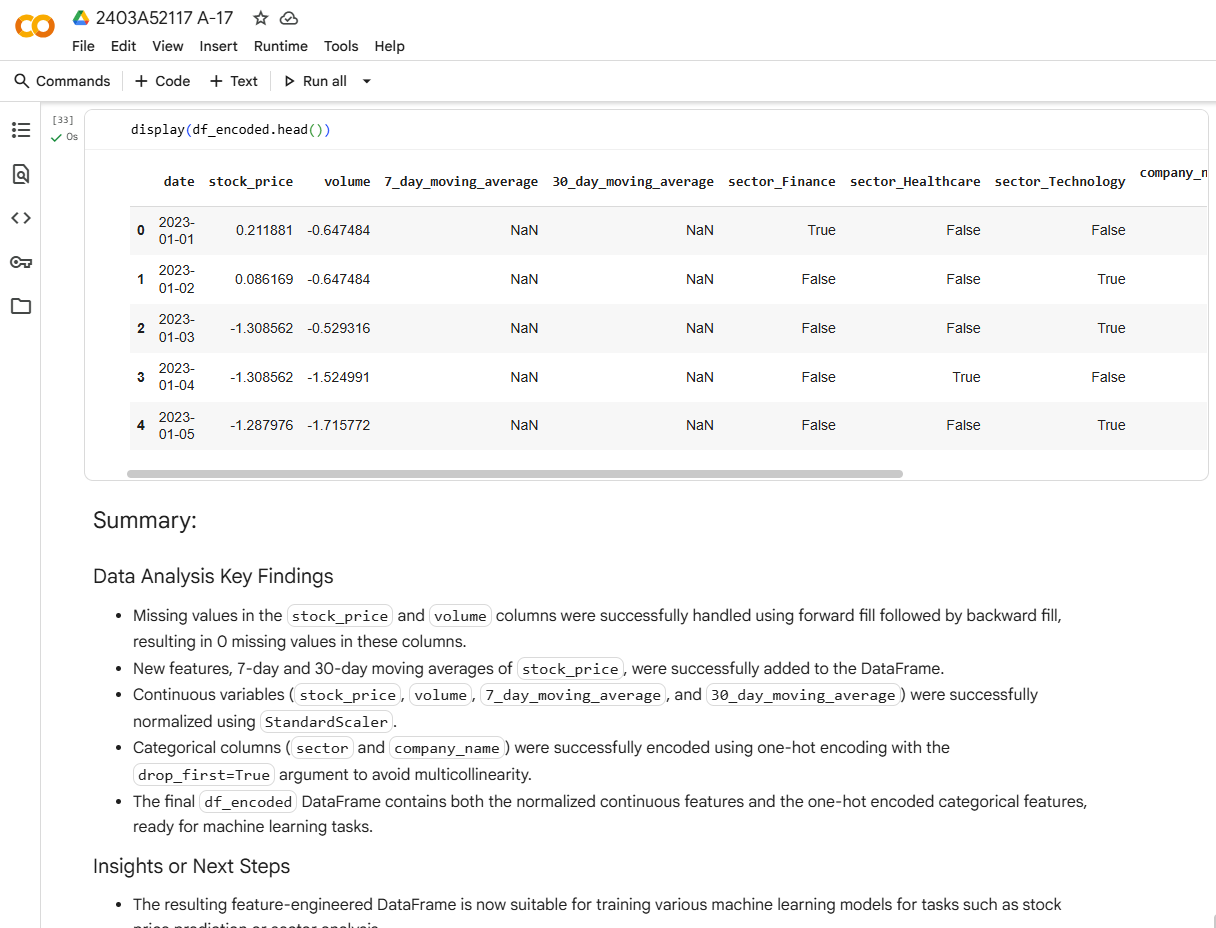 2403A52117 A-17
File Edit View Insert Runtime Tools Help
Commands + Code + Text Run all
[33]
0s
display(df_encoded.head())
date stock_price volume 7_day_moving_average 30_day_moving_average sector_Finance sector_Healthcare sector_Technology company_n
0 2023-01-01 0.211881 -0.647484 NaN NaN True False False
1 2023-01-02 0.086169 -0.647484 NaN NaN False False True
2 2023-01-03 -1.308562 -0.529316 NaN NaN False False True
3 2023-01-04 -1.308562 -1.524991 NaN NaN False True False
4 2023-01-05 -1.287976 -1.715772 NaN NaN False False True
Summary:
Data Analysis Key Findings
• Missing values in the stock_price and volume columns were successfully handled using forward fill followed by backward fill,
resulting in 0 missing values in these columns.
• New features, 7-day and 30-day moving averages of stock_price, were successfully added to the DataFrame.
• Continuous variables (stock_price, volume, 7_day_moving_average, and 30_day_moving_average) were successfully
normalized using StandardScaler.
• Categorical columns (sector and company_name) were successfully encoded using one-hot encoding with the
drop_first=True argument to avoid multicollinearity.
• The final df_encoded DataFrame contains both the normalized continuous features and the one-hot encoded categorical features,
ready for machine learning tasks.
Insights or Next Steps
• The resulting feature-engineered DataFrame is now suitable for training various machine learning models for tasks such as stock
price prediction or sector analysis.